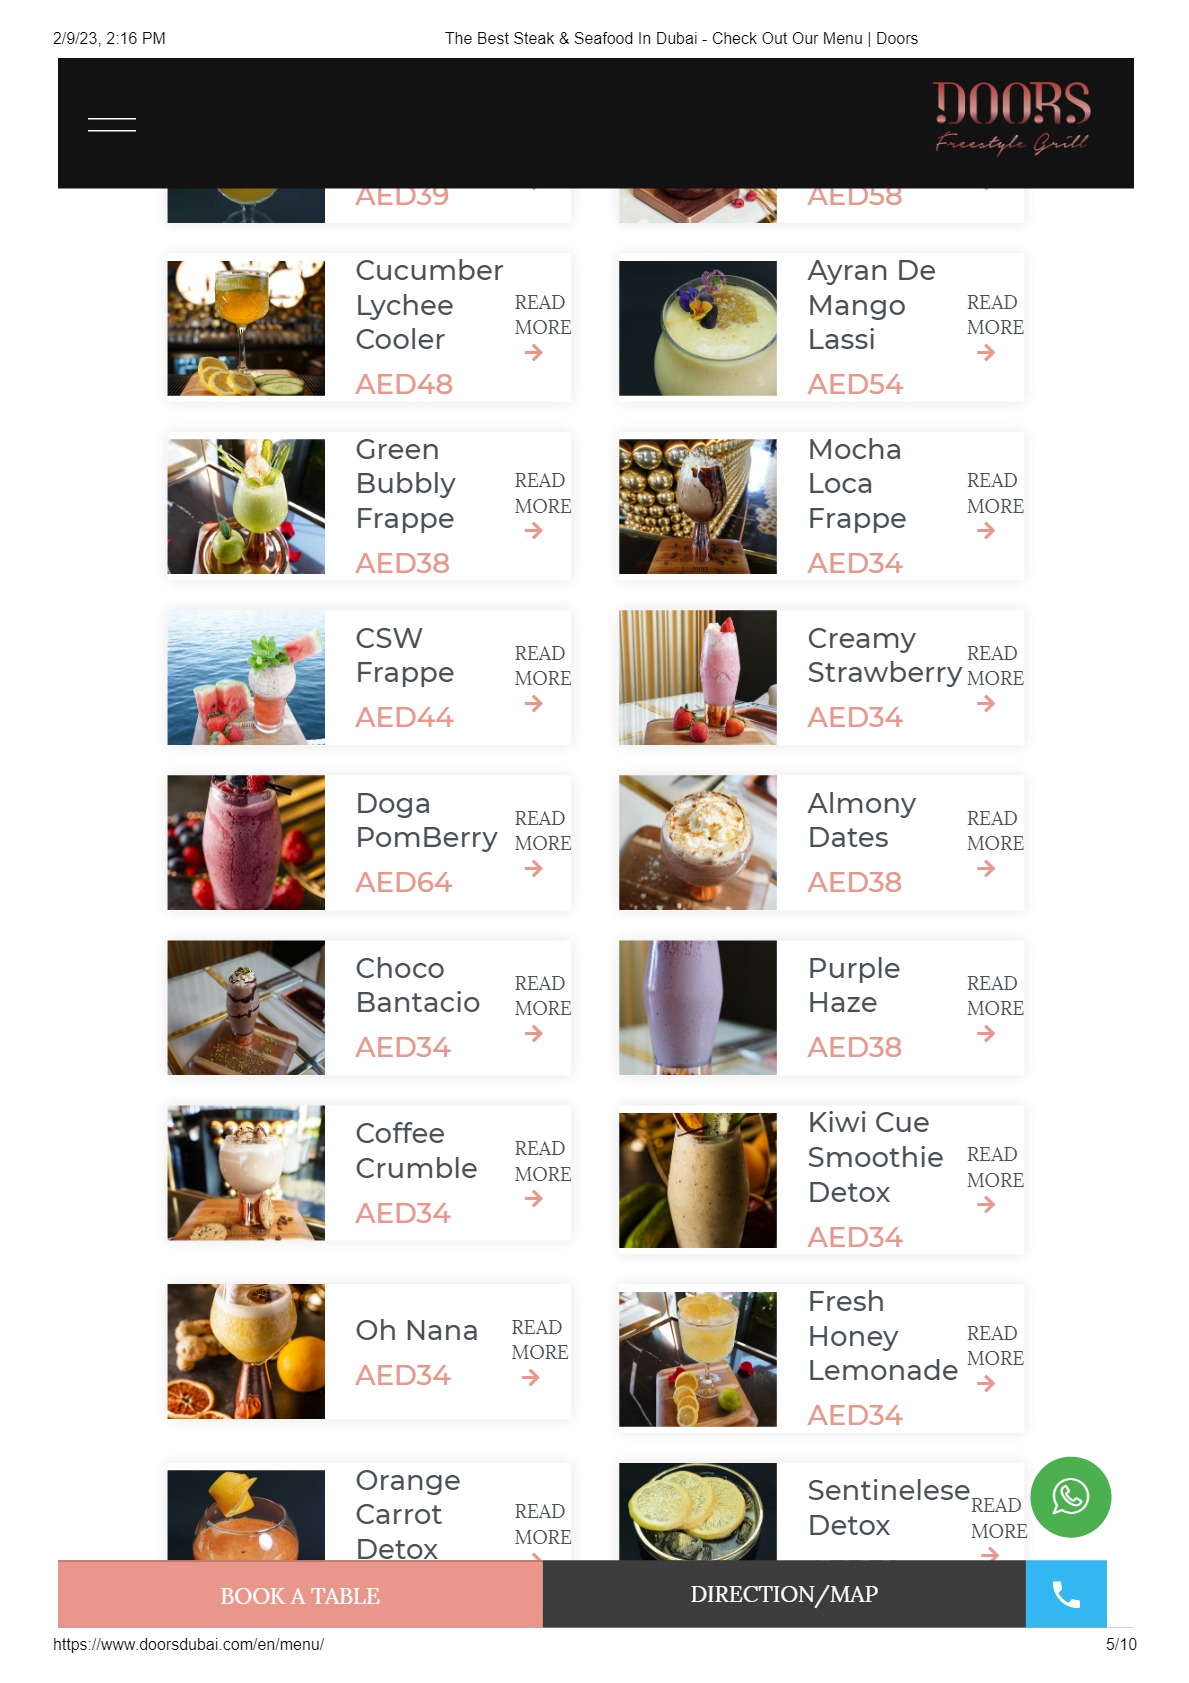 2/9/23, 2:16 PM
The Best Steak & Seafood In Dubai - Check Out Our Menu | Doors
DOORS
Freestyle Grill
AED39
AED58
Cucumber
Lychee
Cooler
AED48
READ
MORE
Ayran De
Mango
Lassi
AED54
READ
MORE
Green
Bubbly
Frappe
AED38
READ
MORE
Mocha
Loca
Frappe
AED34
READ
MORE
CSW
Frappe
AED44
READ
MORE
Creamy
Strawberry
AED34
READ
MORE
Doga
PomBerry
AED64
READ
MORE
Almony
Dates
AED38
READ
MORE
Choco
Bantacio
AED34
READ
MORE
Purple
Haze
AED38
READ
MORE
Coffee
Crumble
AED34
READ
MORE
Kiwi Cue
Smoothie
Detox
AED34
READ
MORE
Oh Nana
AED34
READ
MORE
Fresh
Honey
Lemonade
AED34
READ
MORE
Orange
Carrot
Detox
READ
MORE
Sentinelese
Detox
READ
MORE
BOOK A TABLE
DIRECTION/MAP
https://www.doorsdubai.com/en/menu/
5/10